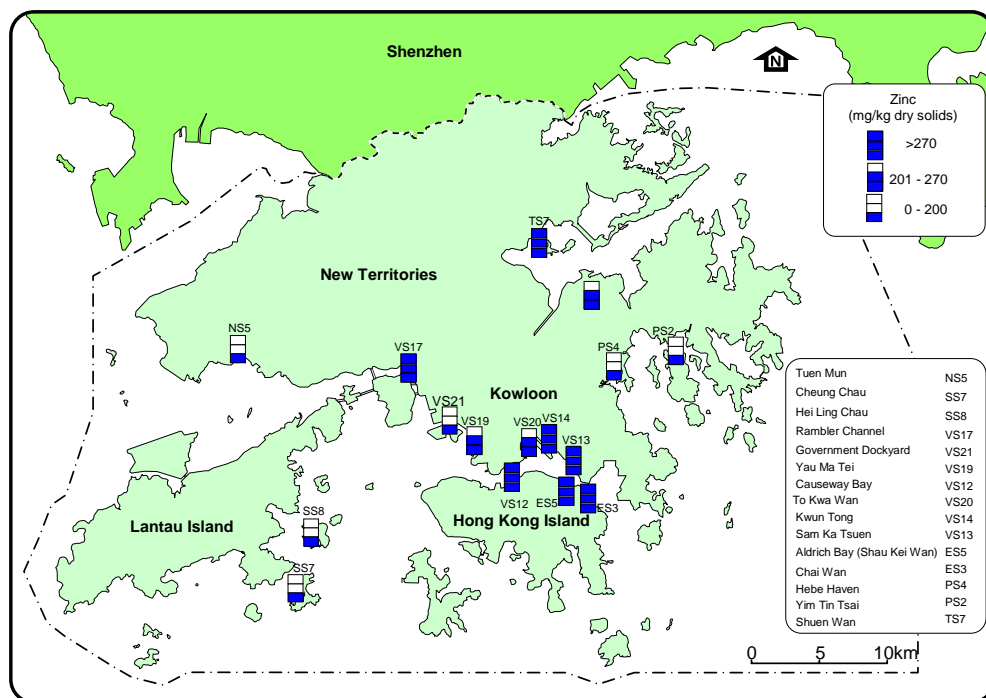 Shenzhen
N
Zinc
(mg/kg dry solids)
>270
201 - 270
0 - 200
TS7
New Territories
NS5
VS17
PS4
PS2
Kowloon
VS21
VS19
VS20
VS14
VS13
VS12
ES5
ES3
Hong Kong Island
Lantau Island
SS8
SS7
Tuen Mun NS5
Cheung Chau SS7
Hei Ling Chau SS8
Rambler Channel VS17
Government Dockyard VS21
Yau Ma Tei VS19
Causeway Bay VS12
To Kwa Wan VS20
Kwun Tong VS14
Sam Ka Tsuen VS13
Aldrich Bay (Shau Kei Wan) ES5
Chai Wan ES3
Hebe Haven PS4
Yim Tin Tsai PS2
Shuen Wan TS7
0 5 10km